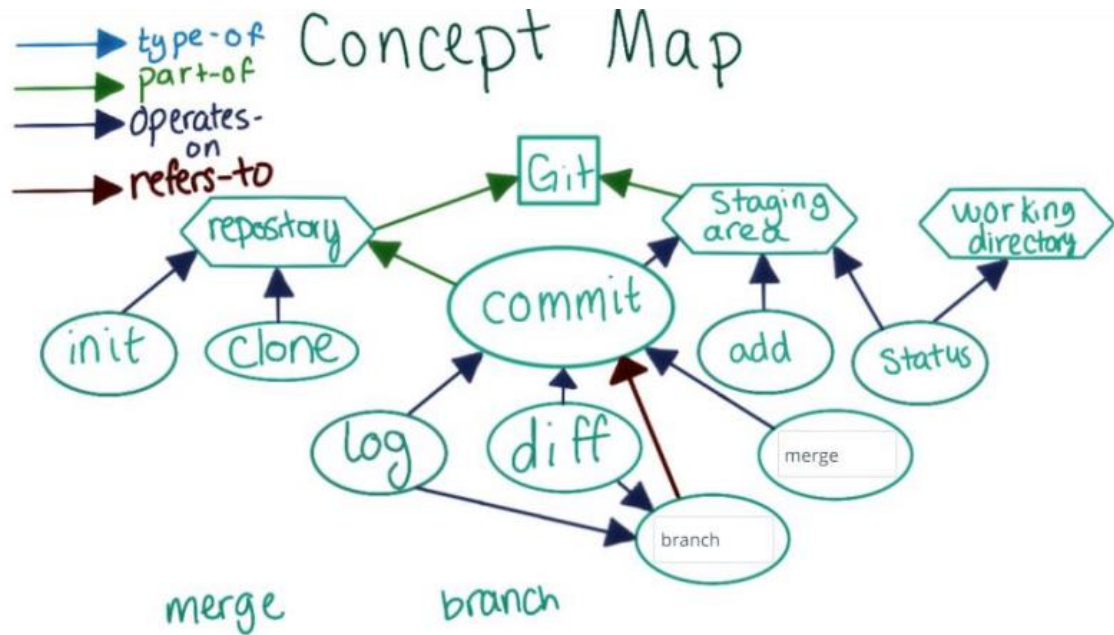 Concept Map
type-of
part-of
operates-
on
refers-to
Git
repository
Staging
area
working
directory
commit
init
clone
add
Status
log
diff
merge
branch
merge
branch